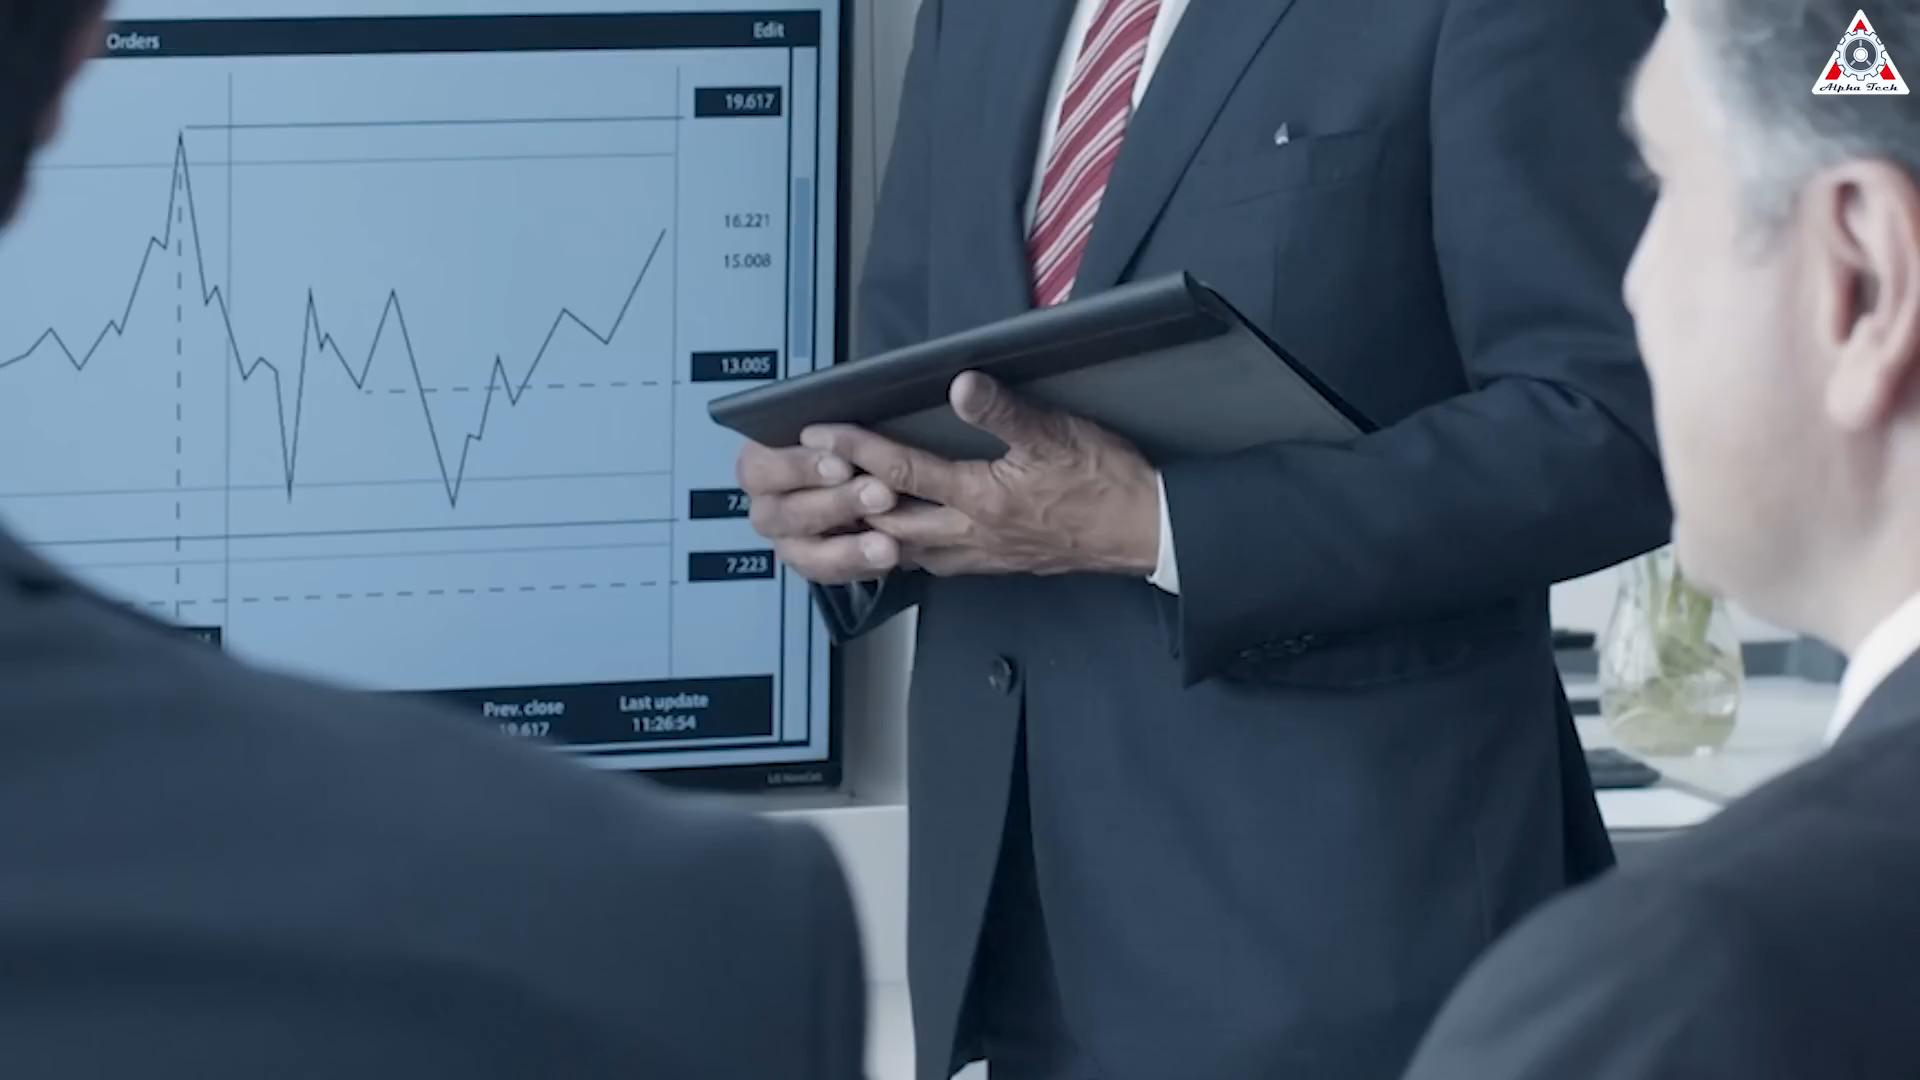 Orders
Edit
19.617
16.221
15.008
13.005
7.223
Prev. close
19.617
Last update
11:26:54
Alpha Tech